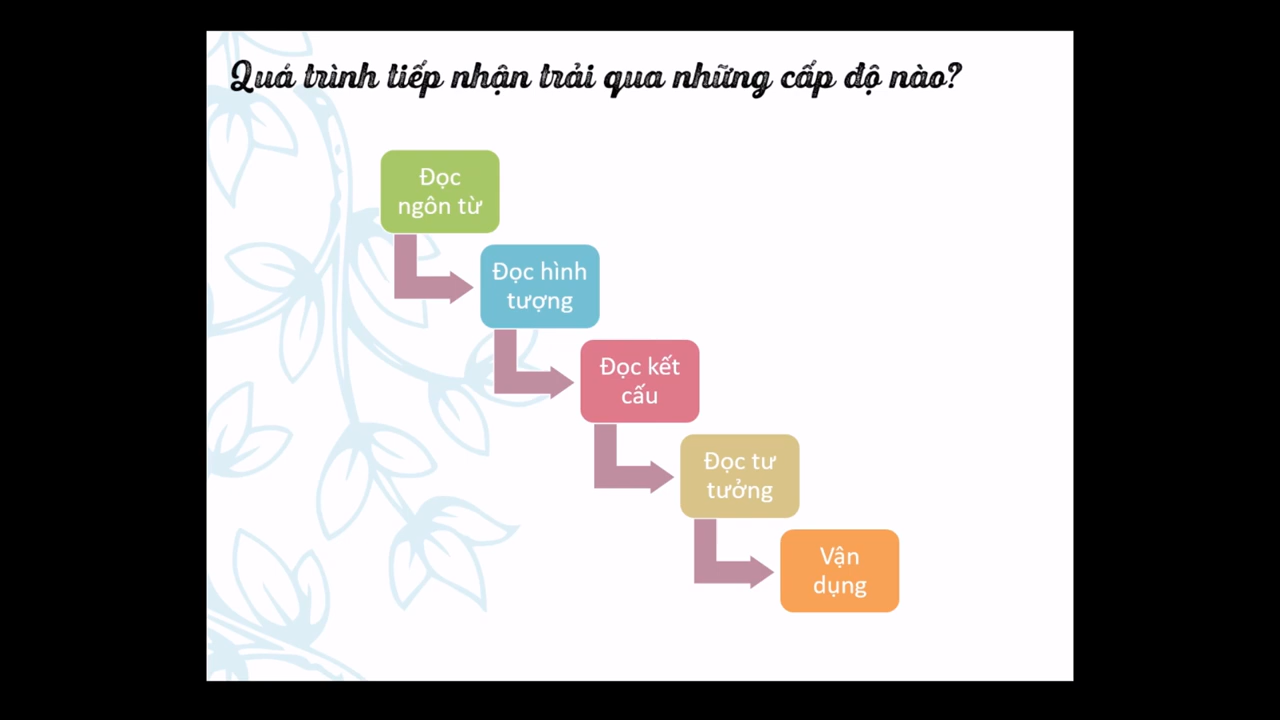 Quá trình tiếp nhận trải qua những cấp độ nào?
Đọc
ngôn từ
Đọc hình
tượng
Đọc kết
cấu
Đọc tư
tưởng
Vận
dụng